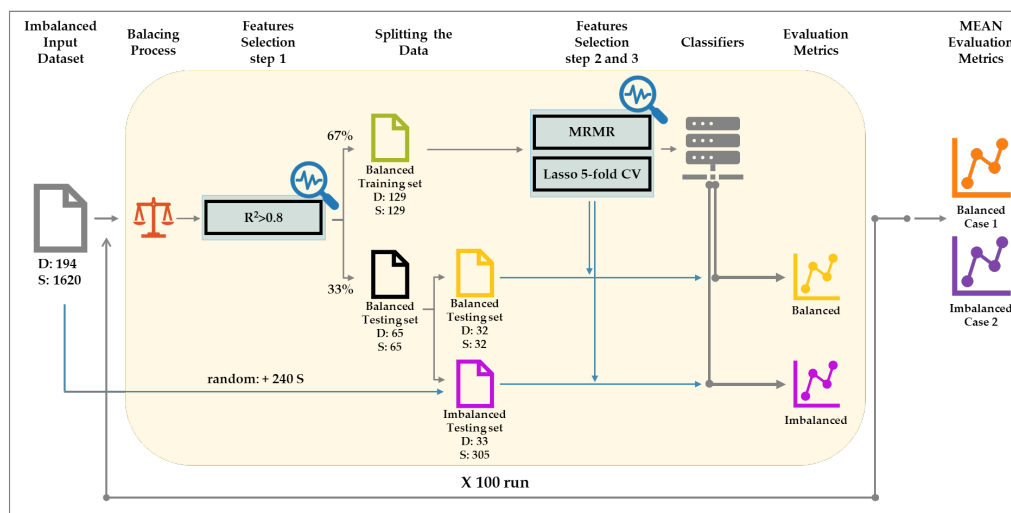 Imbalanced
Input
Dataset
Balacing
Process
Features
Selection
step 1
Splitting the
Data
Features
Selection
step 2 and 3
Classifiers
Evaluation
Metrics
MEAN
Evaluation
Metrics
67%
MRMR
Lasso 5-fold CV
Balanced
Training set
D: 129
S: 129
R²>0.8
D: 194
S: 1620
Balanced
Case 1
33%
Balanced
Testing set
D: 65
S: 65
Balanced
Testing set
D: 32
S: 32
Balanced
Imbalanced
Case 2
random: + 240 S
Imbalanced
Testing set
D: 33
S: 305
Imbalanced
X 100 run